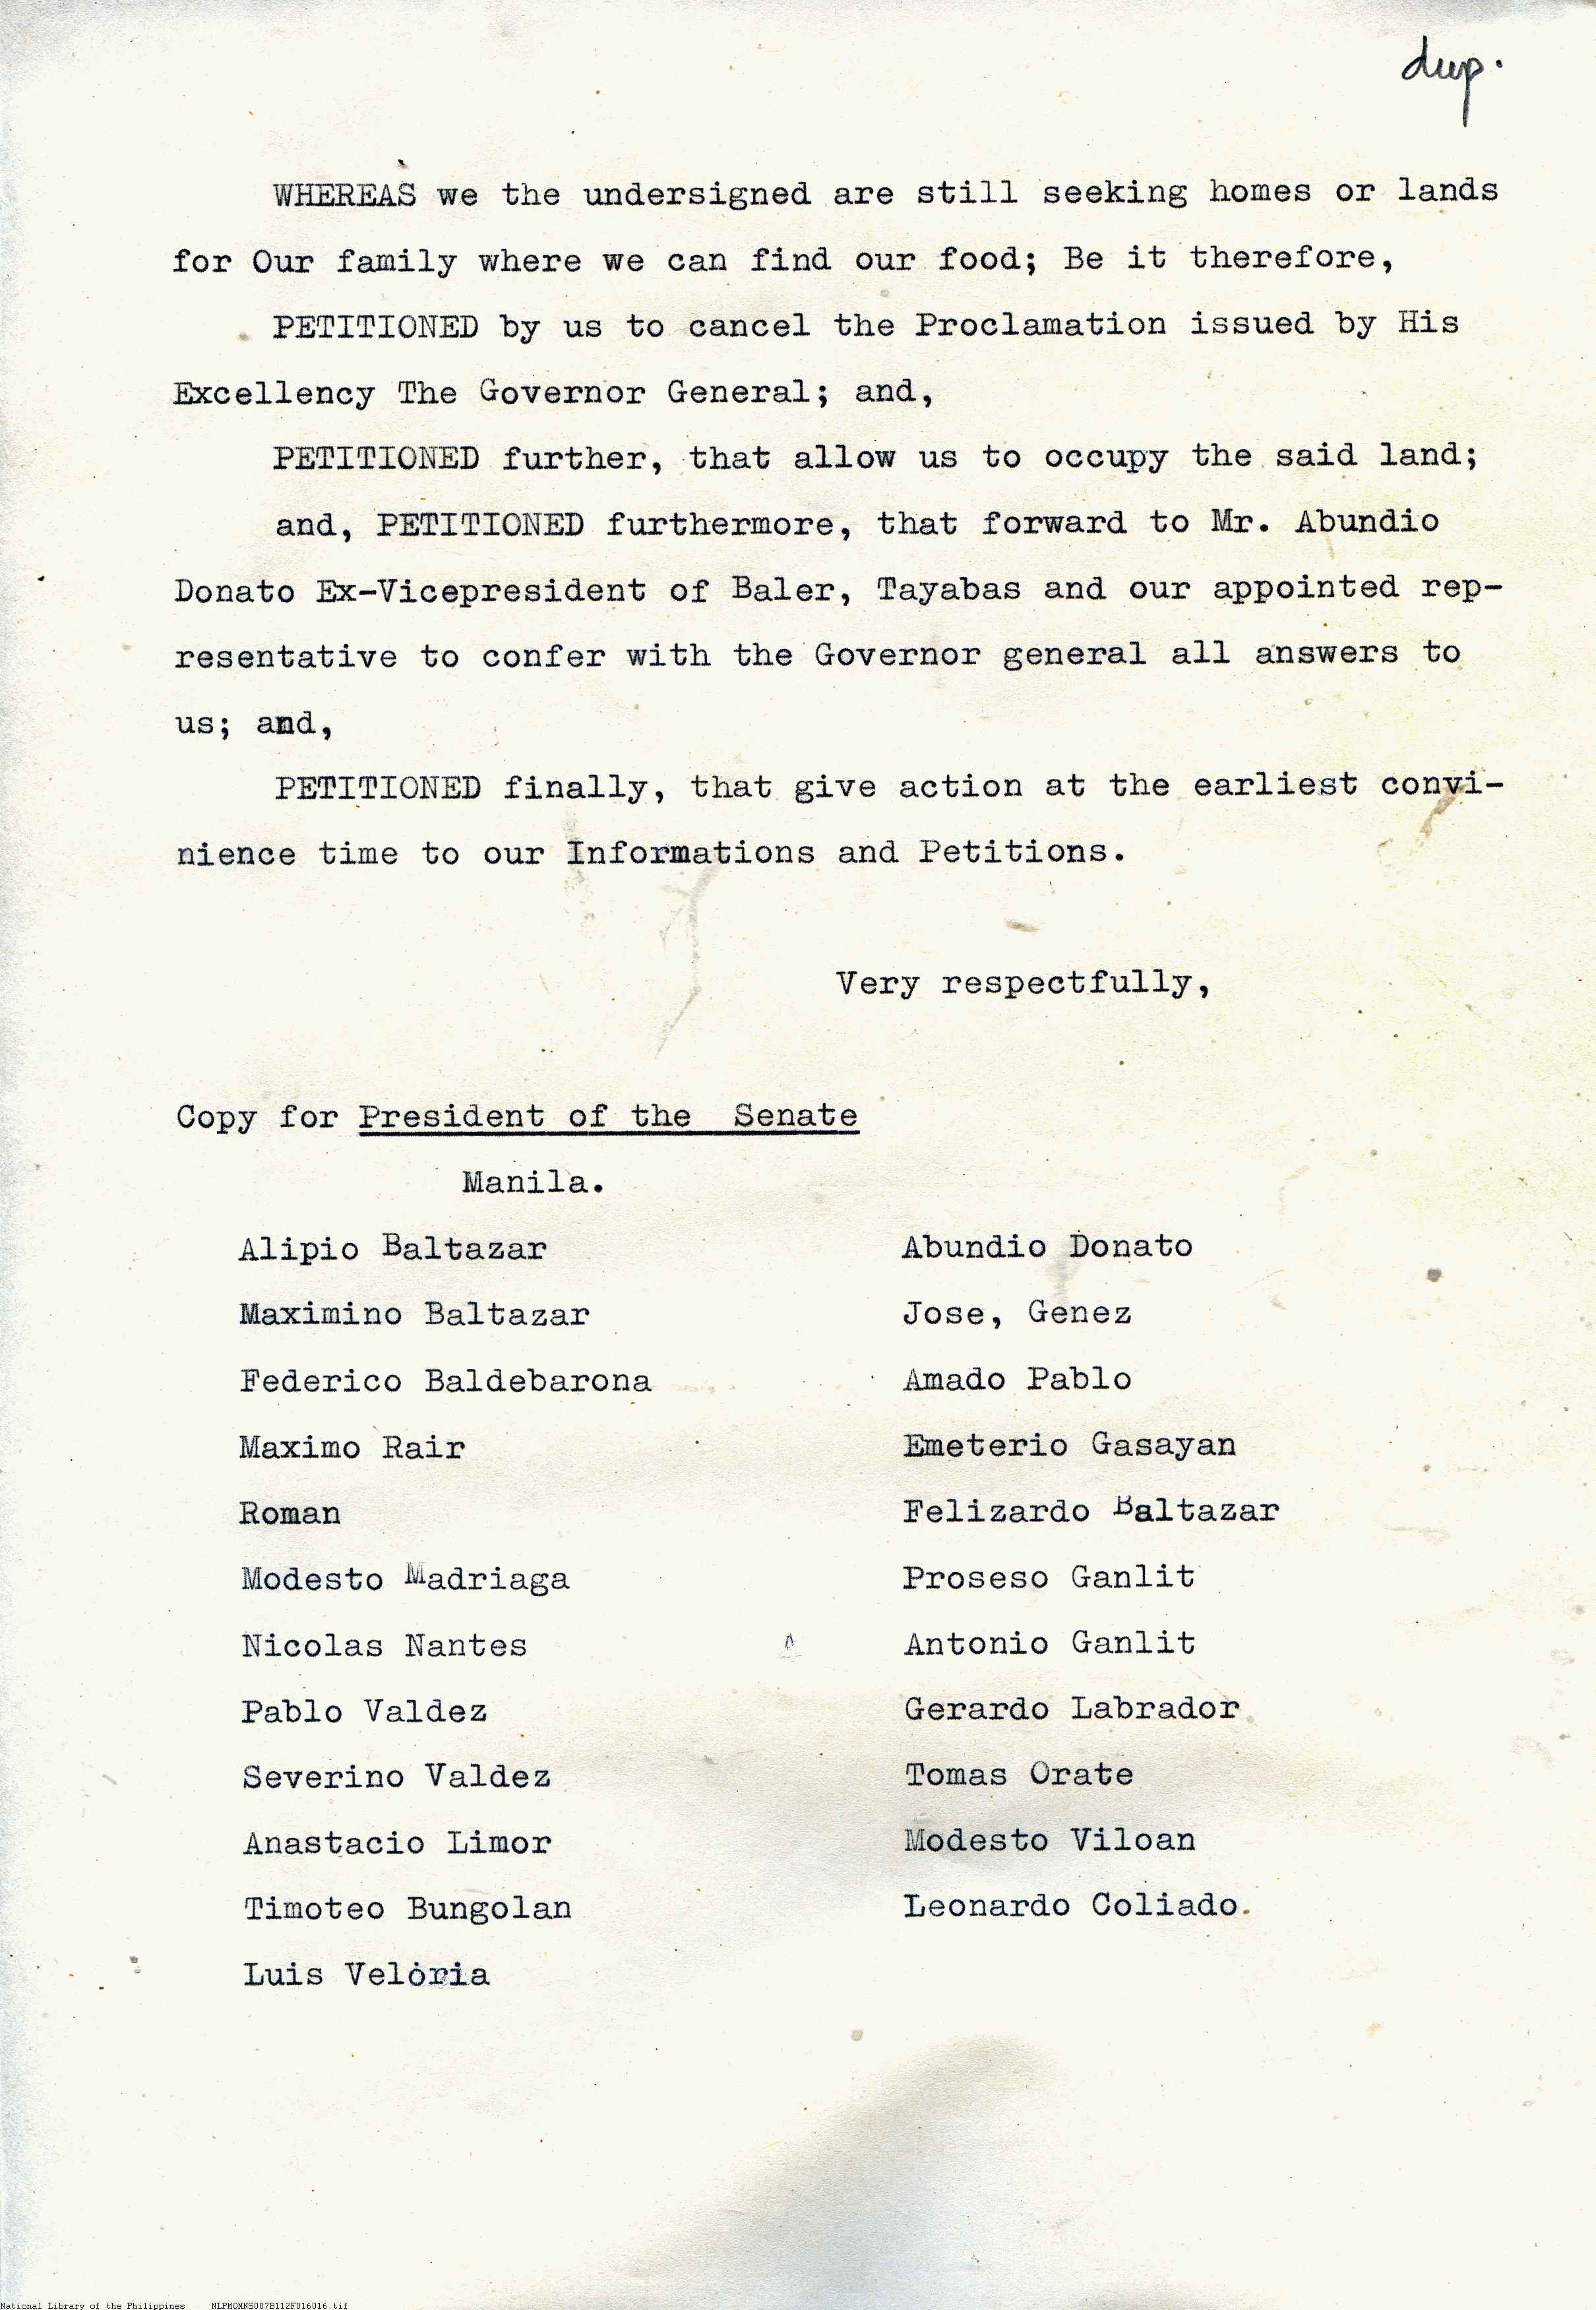 dup.
WHEREAS we the undersigned are still seeking homes or lands
for Our family where we can find our food; Be it therefore,
PETITIONED by us to cancel the Proclamation issued by His
Excellency The Governor General; and,
PETITIONED further, that allow us to occupy the said land;
and, PETITIONED furthermore, that forward to Mr. Abundio
Donato Ex-Vicepresident of Baler, Tayabas and our appointed rep-
resentative to confer with the Governor general all answers to
us; and,
PETITIONED finally, that give action at the earliest convi-
nience time to our Informations and Petitions.
Very respectfully,
Copy for President of the Senate
Manila.
Alipio Baltazar
Maximino Baltazar
Federico Baldebarona
Maximo Rair
Roman
Modesto Madriaga
Nicolas Nantes
Pablo Valdez
Severino Valdez
Anastacio Limor
Timoteo Bungolan
Luis Veloria
Abundio Donato
Jose, Genez
Amado Pablo
Emeterio Gasayan
Felizardo Baltazar
Proseso Ganlit
Antonio Ganlit
Gerardo Labrador
Tomas Orate
Modesto Viloan
Leonardo Coliado.
National Library of the Philippines NLPMQMNS007B112F016016.tif